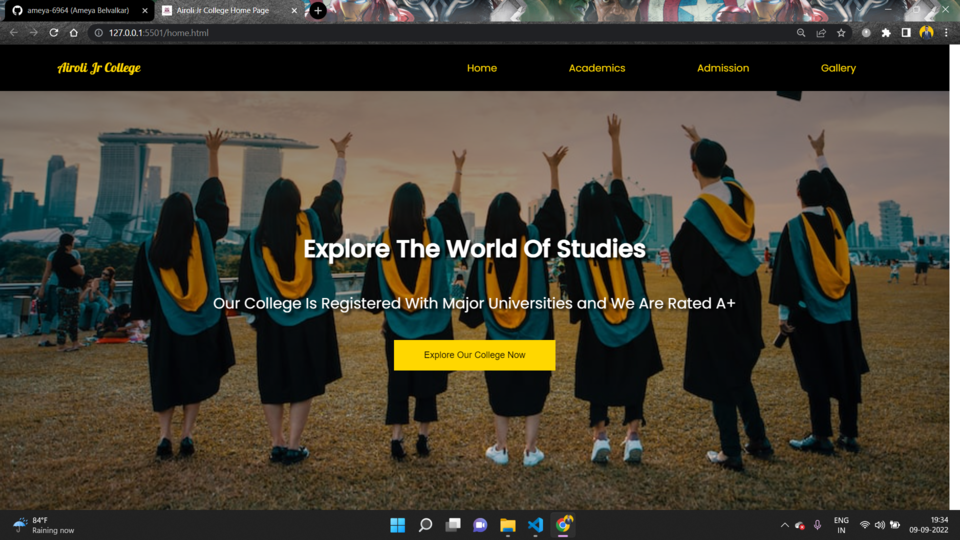 ameya-6964 (Ameya Belvalkar)
Airoli Jr College Home Page
127.0.0.1:5501/home.html
Airoli Jr College
Home
Academics
Admission
Gallery
Explore The World Of Studies
Our College Is Registered With Major Universities and We Are Rated A+
Explore Our College Now
84°F
Raining now
ENG
IN
19:34
09-09-2022